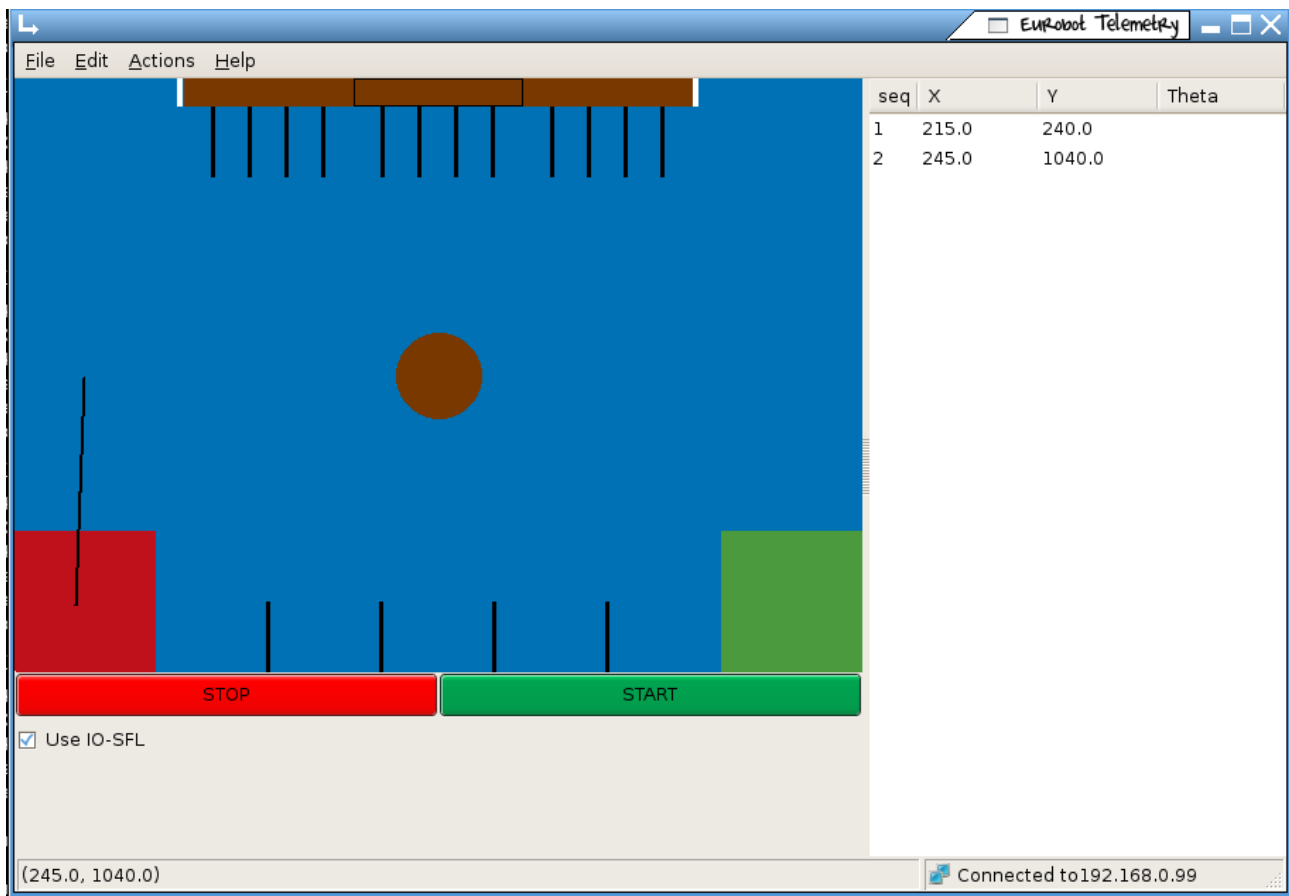 EuRobot Telemetry
File Edit Actions Help
seq X Y Theta
1 215.0 240.0
2 245.0 1040.0
STOP START
Use IO-SFL
(245.0, 1040.0) Connected to192.168.0.99